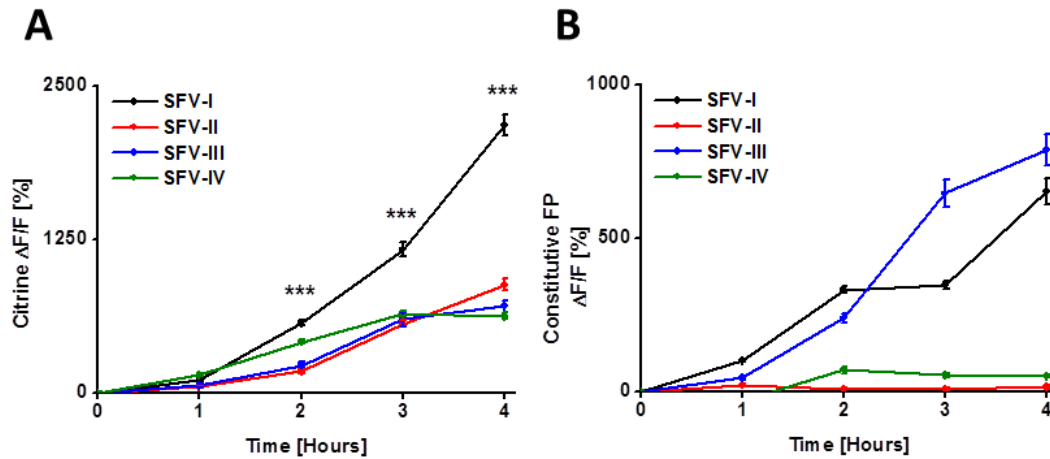 A
2500
1250
0
Citrine ΔF/F [%]
SFV-I
SFV-II
SFV-III
SFV-IV
***
***
***
0 1 2 3 4
Time [Hours]
B
1000
500
0
Constitutive FP
ΔF/F [%]
SFV-I
SFV-II
SFV-III
SFV-IV
0 1 2 3 4
Time [Hours]